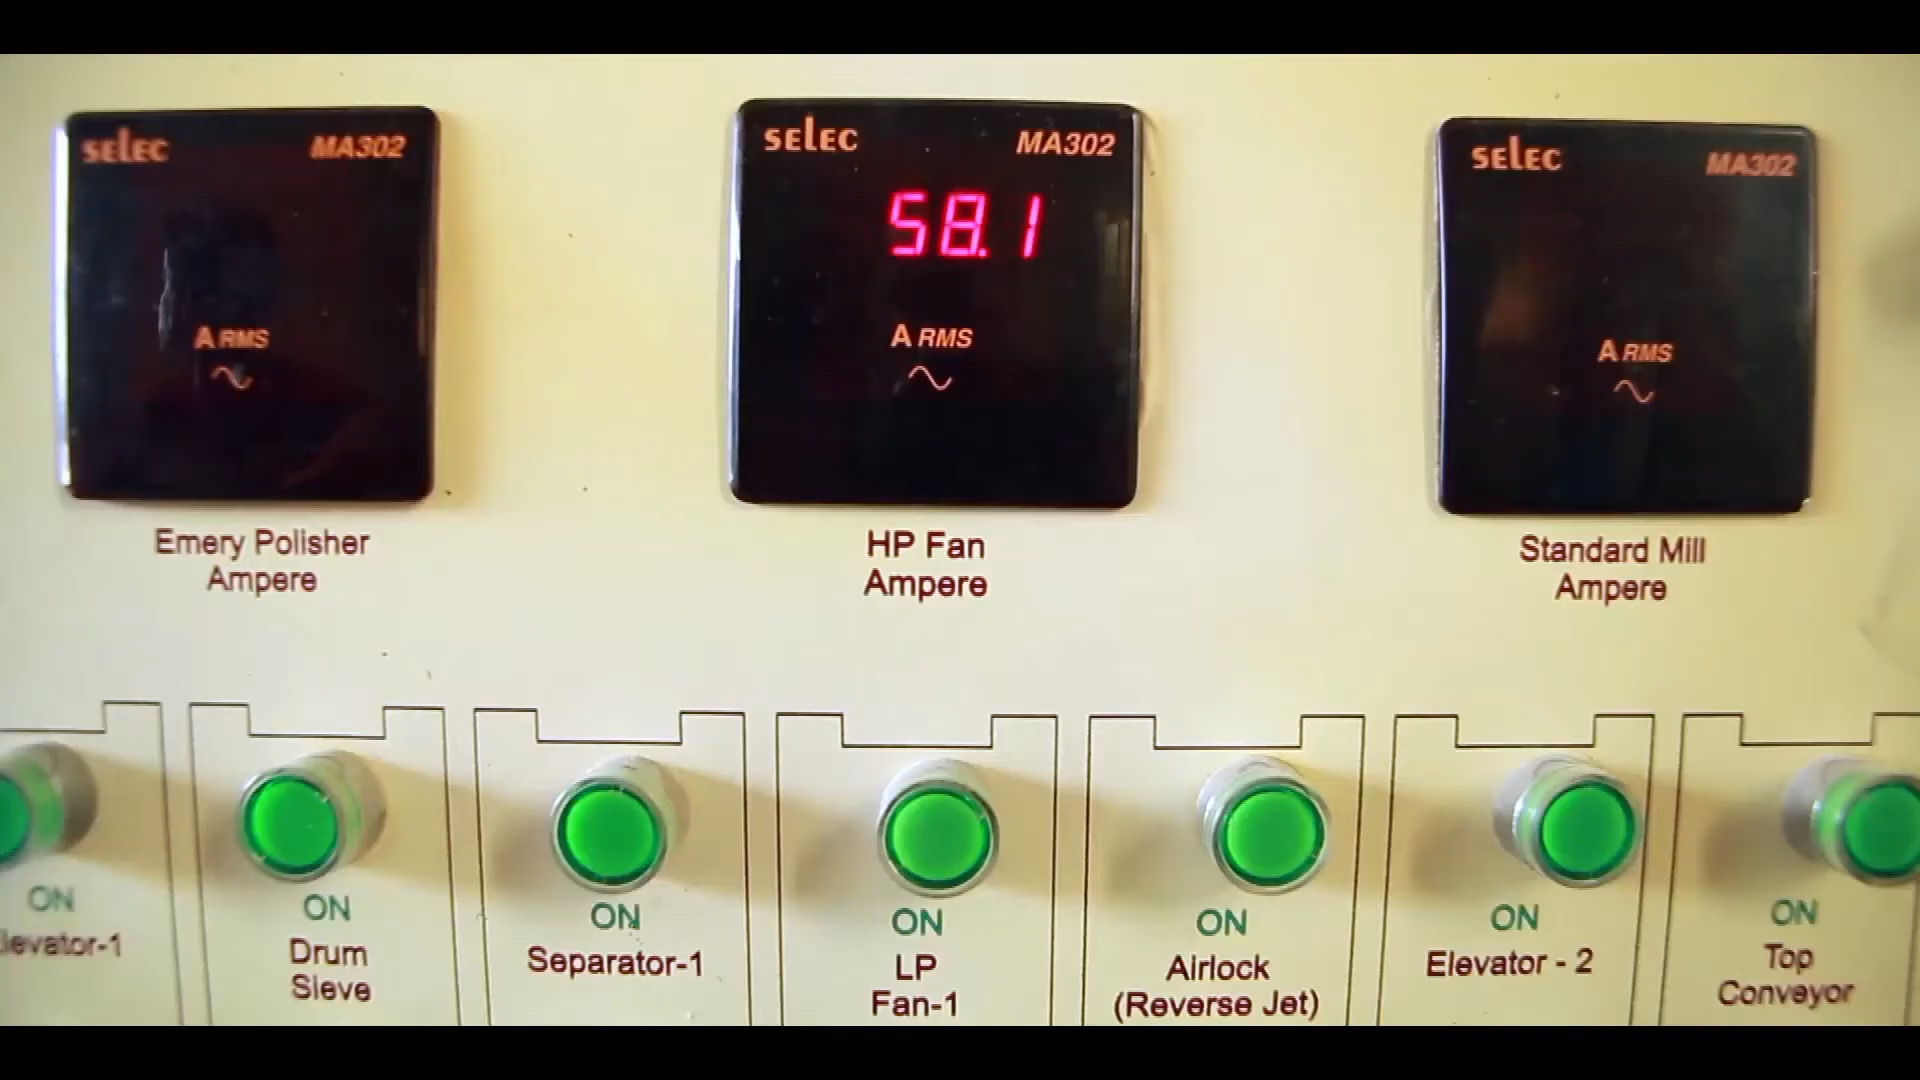 SELEC MA302
A RMS
Emery Polisher
Ampere
SELEC MA302
58.1
A RMS
HP Fan
Ampere
SELEC MA302
A RMS
Standard Mill
Ampere
ON
levator-1
ON
Drum
Sieve
ON
Separator-1
ON
LP
Fan-1
ON
Airlock
(Reverse Jet)
ON
Elevator - 2
ON
Top
Conveyor